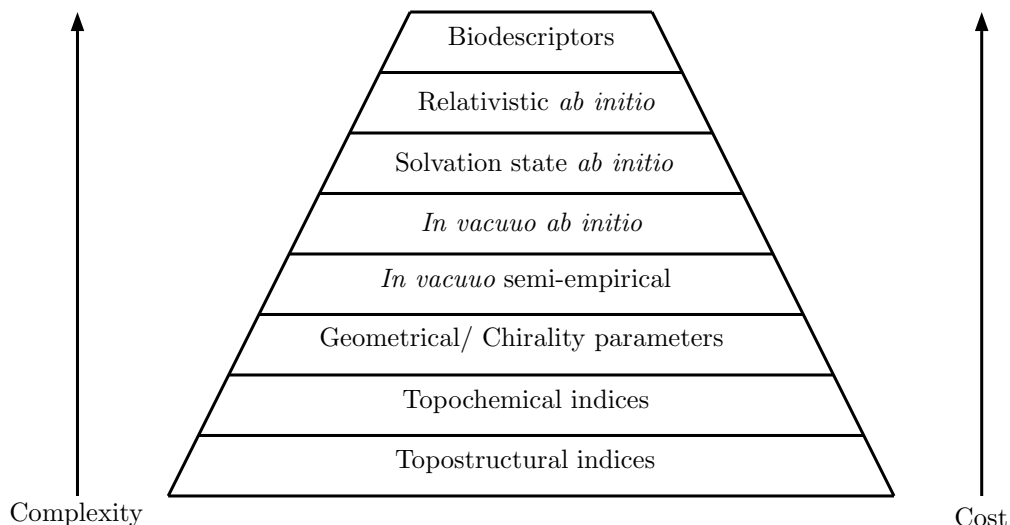 Biodescriptors
Relativistic ab initio
Solvation state ab initio
In vacuuo ab initio
In vacuuo semi-empirical
Geometrical/ Chirality parameters
Topochemical indices
Topostructural indices
Complexity
Cost